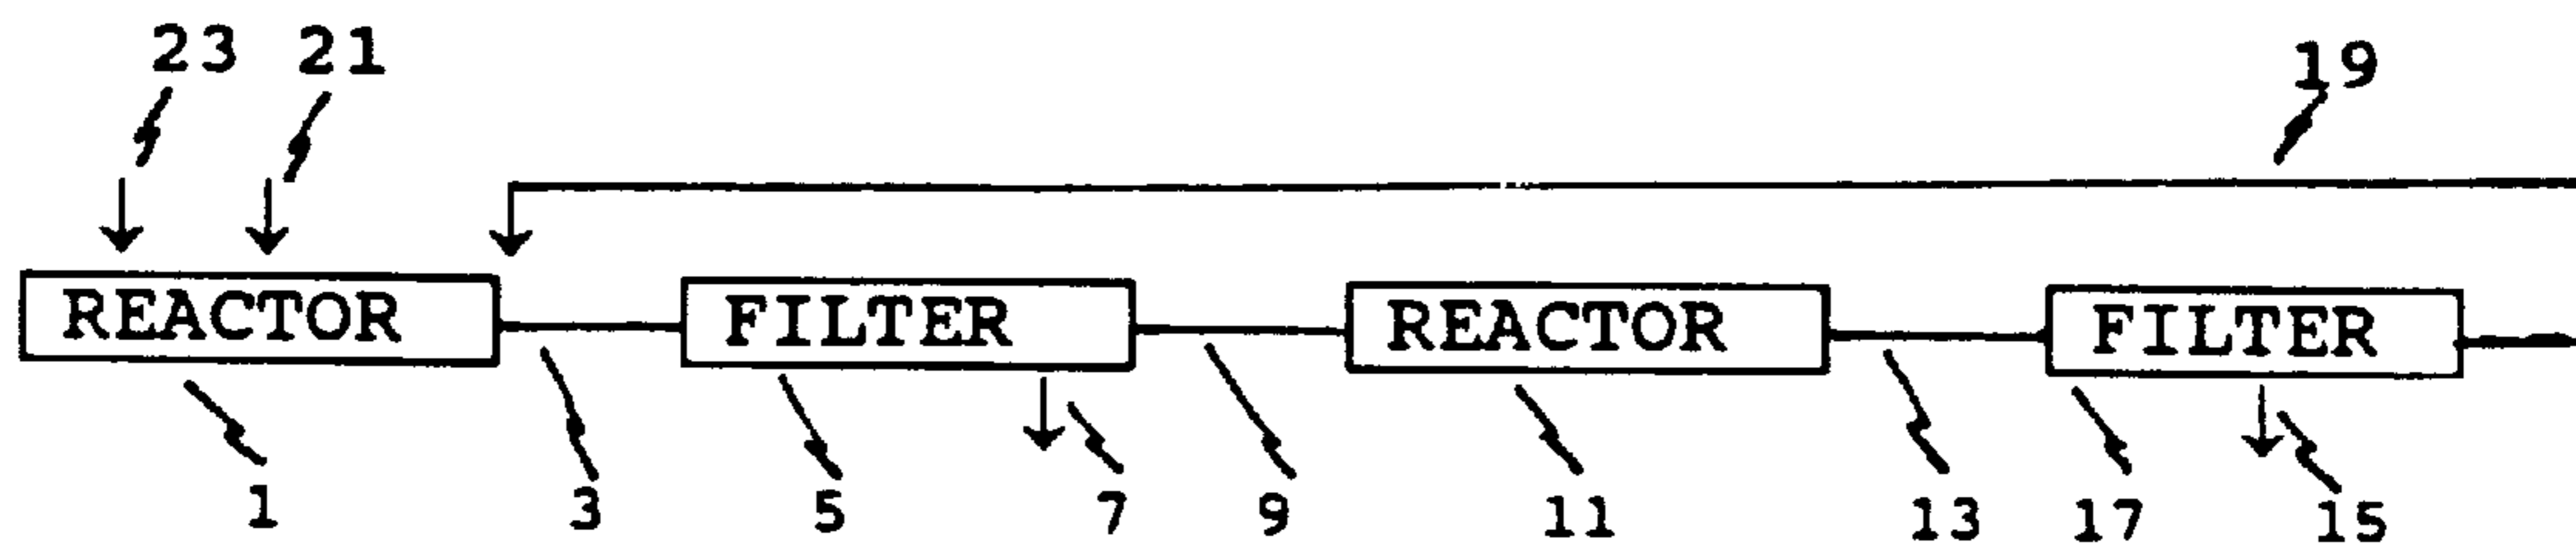 23 21 19
REACTOR FILTER REACTOR FILTER
1 3 5 7 9 11 13 17 15